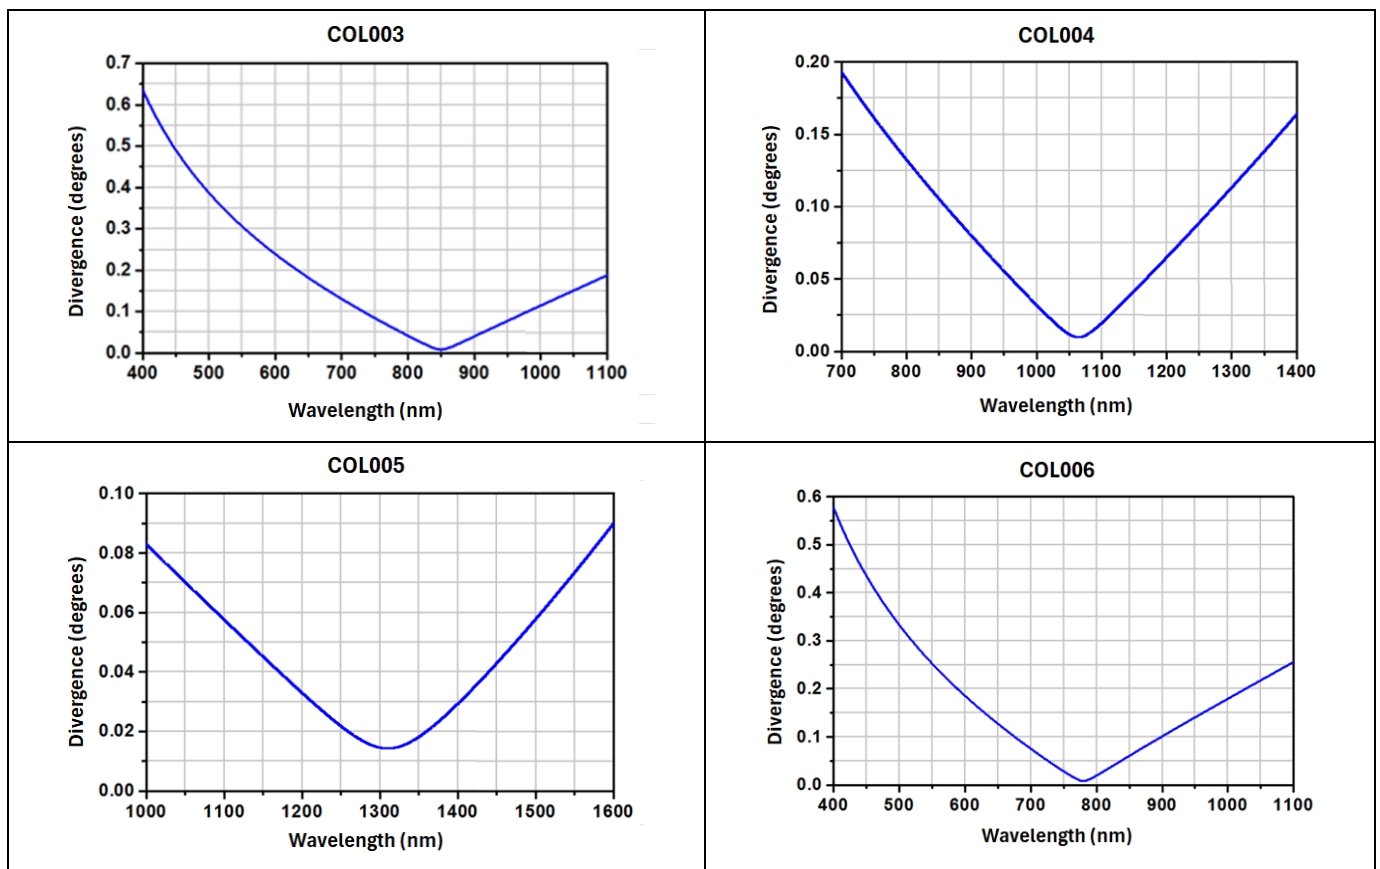 COL003
0.7
0.6
0.5
0.4
0.3
0.2
0.1
0.0
400 500 600 700 800 900 1000 1100
Divergence (degrees)
Wavelength (nm)
COL004
0.20
0.15
0.10
0.05
0.00
700 800 900 1000 1100 1200 1300 1400
Divergence (degrees)
Wavelength (nm)
COL005
0.10
0.08
0.06
0.04
0.02
0.00
1000 1100 1200 1300 1400 1500 1600
Divergence (degrees)
Wavelength (nm)
COL006
0.6
0.5
0.4
0.3
0.2
0.1
0.0
400 500 600 700 800 900 1000 1100
Divergence (degrees)
Wavelength (nm)